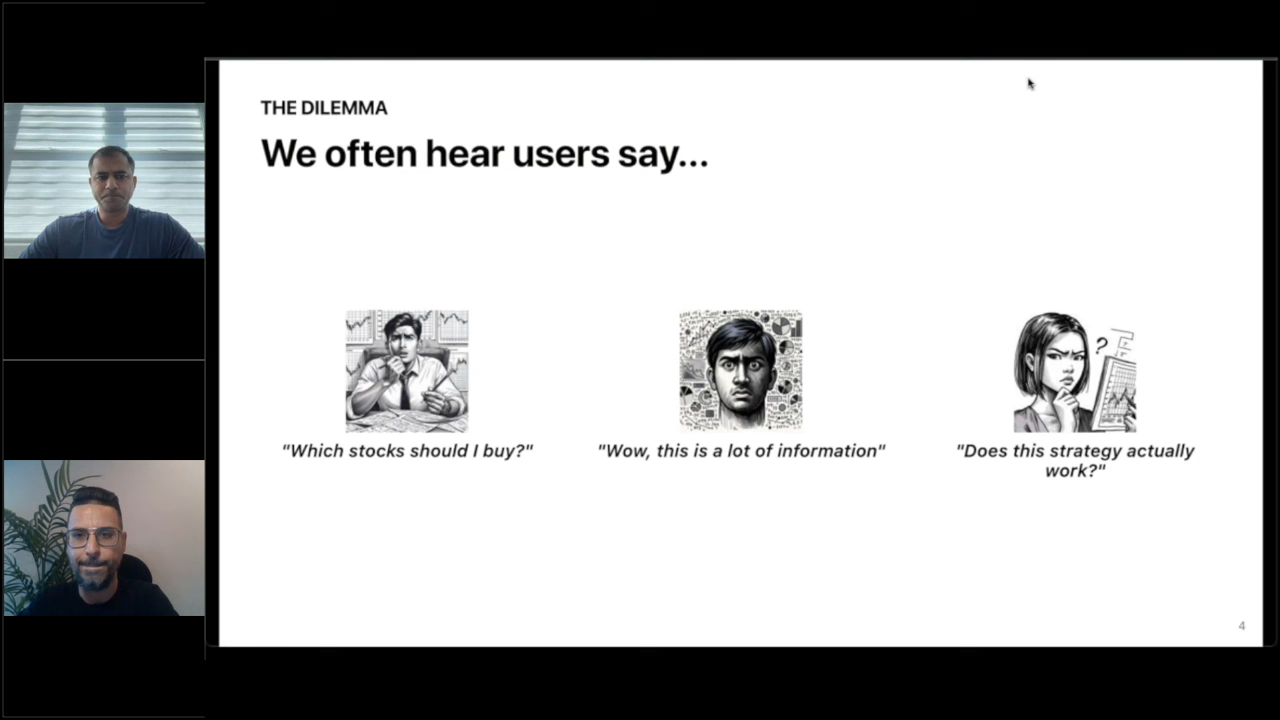 THE DILEMMA
We often hear users say...
"Which stocks should I buy?"
"Wow, this is a lot of information"
?
"Does this strategy actually
work?"
4